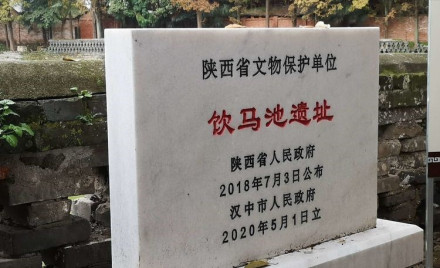 陕西省文物保护单位
饮马池遗址
陕西省人民政府
2018年7月3日公布
汉中市人民政府
2020年5月1日立